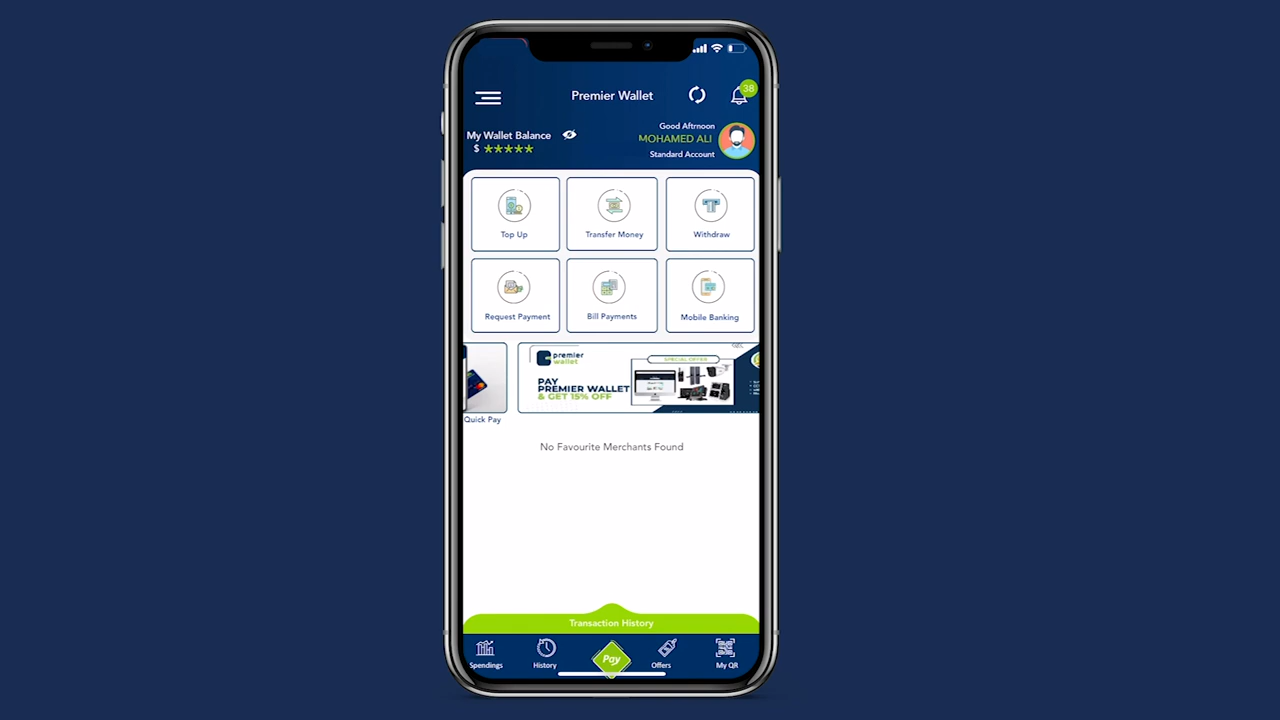 Premier Wallet
38
My Wallet Balance
$ *****
Good Aftrnoon
MOHAMED ALI
Standard Account
Top Up
Transfer Money
Withdraw
Request Payment
Bill Payments
Mobile Banking
premier
wallet
SPECIAL OFFER
PAY
PREMIER WALLET
& GET 15% OFF
Quick Pay
No Favourite Merchants Found
Transaction History
Spendings
History
Pay
Offers
My QR